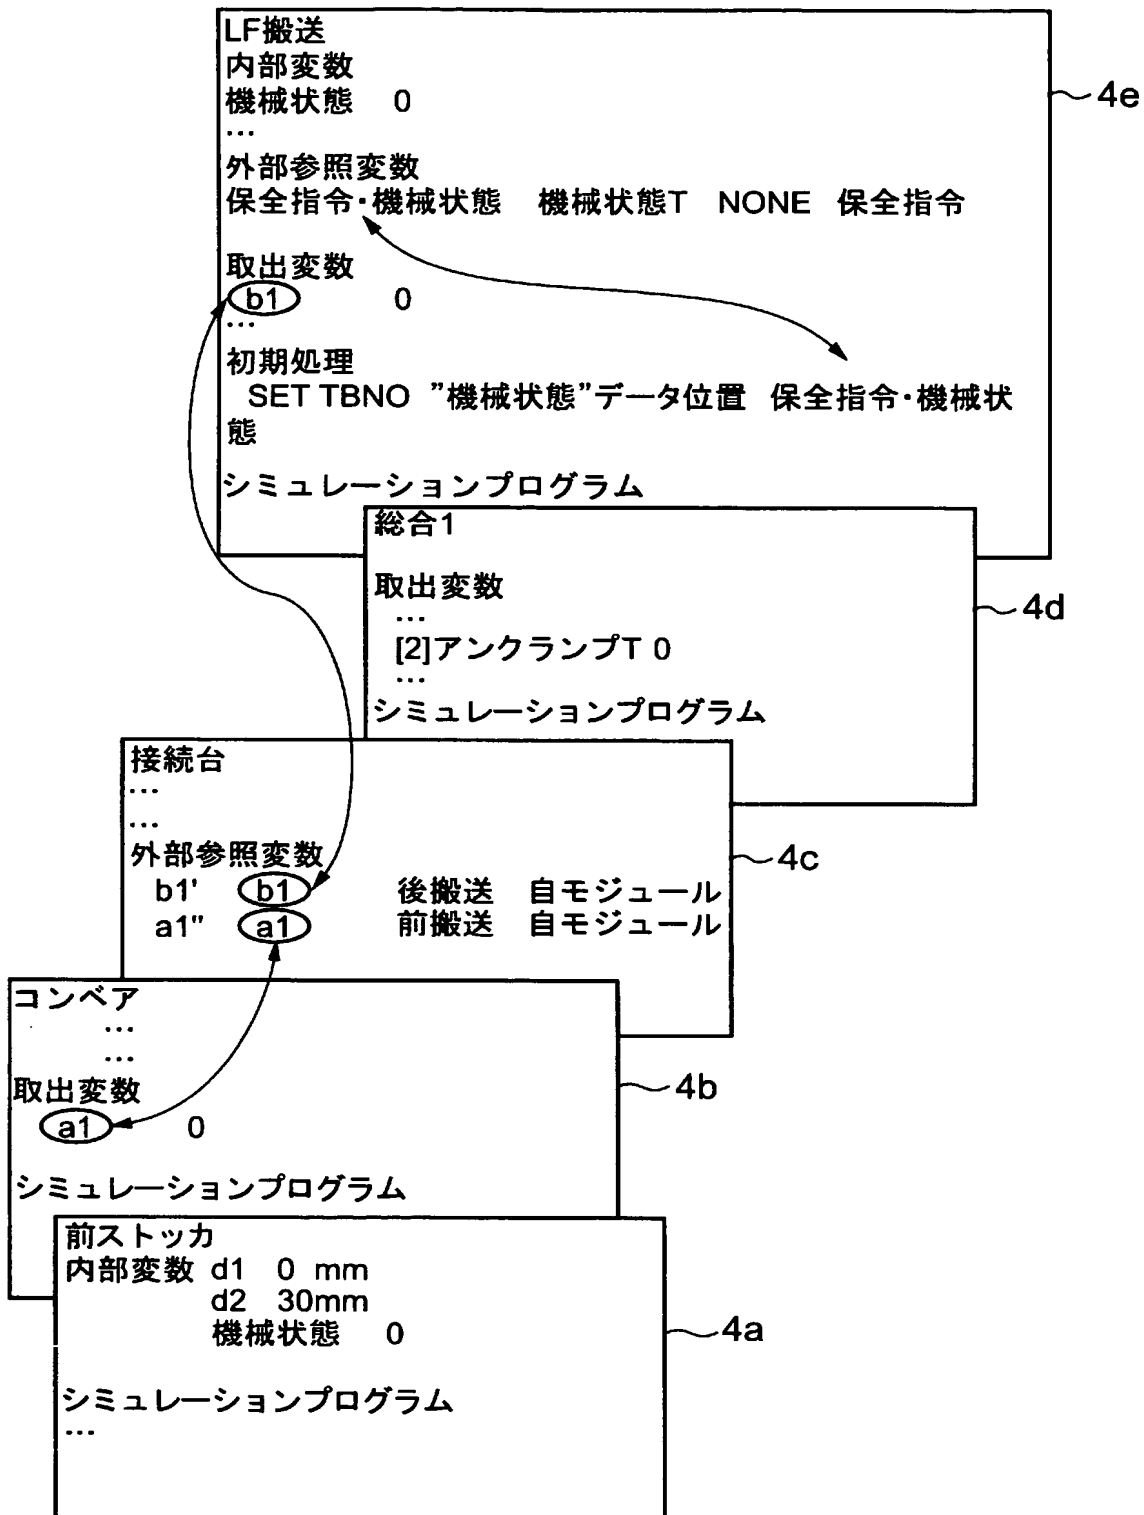 LF搬送
内部変数
機械状態 0
…
外部参照変数
保全指令・機械状態 機械状態T NONE 保全指令
取出変数
b1 0
…
初期処理
SET TBNO ”機械状態”データ位置 保全指令・機械状
態
シミュレーションプログラム
4e
総合1
取出変数
…
[2]アンクランプT 0
…
シミュレーションプログラム
4d
接続台
…
…
外部参照変数
b1' b1 後搬送 自モジュール
a1" a1 前搬送 自モジュール
4c
コンベア
…
…
取出変数
a1 0
シミュレーションプログラム
4b
前ストッカ
内部変数 d1 0 mm
d2 30mm
機械状態 0
シミュレーションプログラム
…
4a